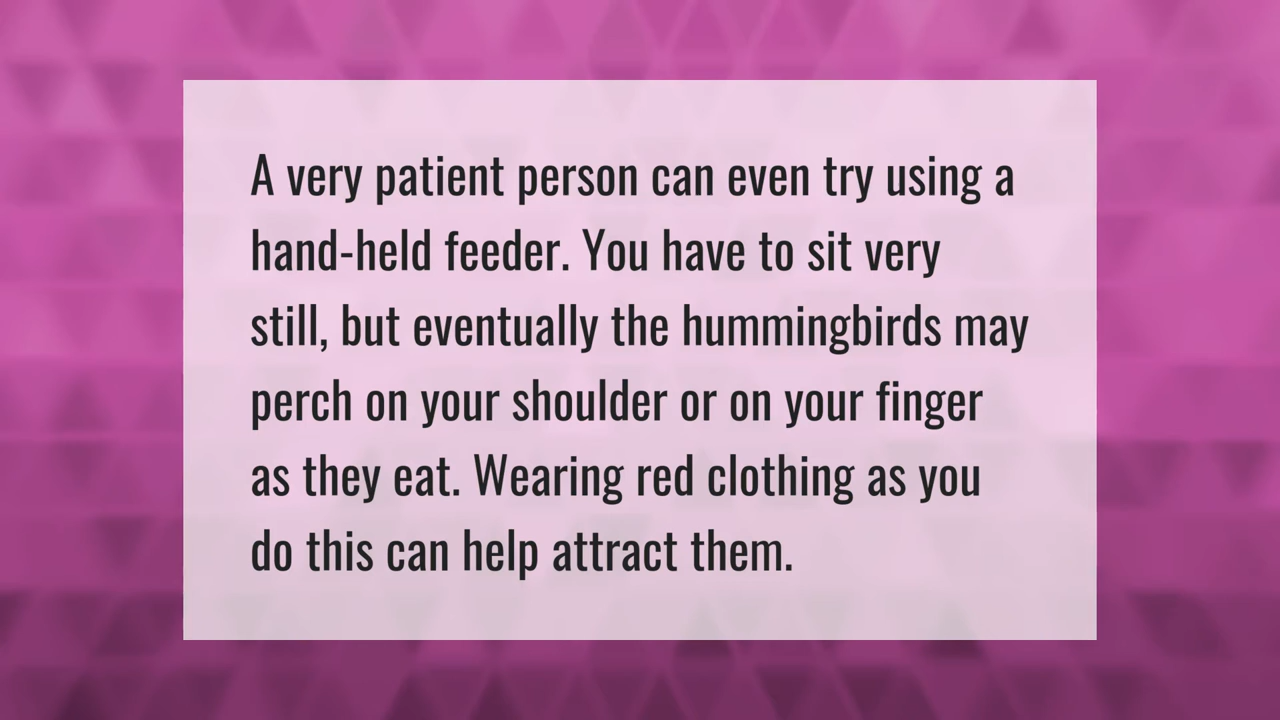 A very patient person can even try using a
hand-held feeder. You have to sit very
still, but eventually the hummingbirds may
perch on your shoulder or on your finger
as they eat. Wearing red clothing as you
do this can help attract them.